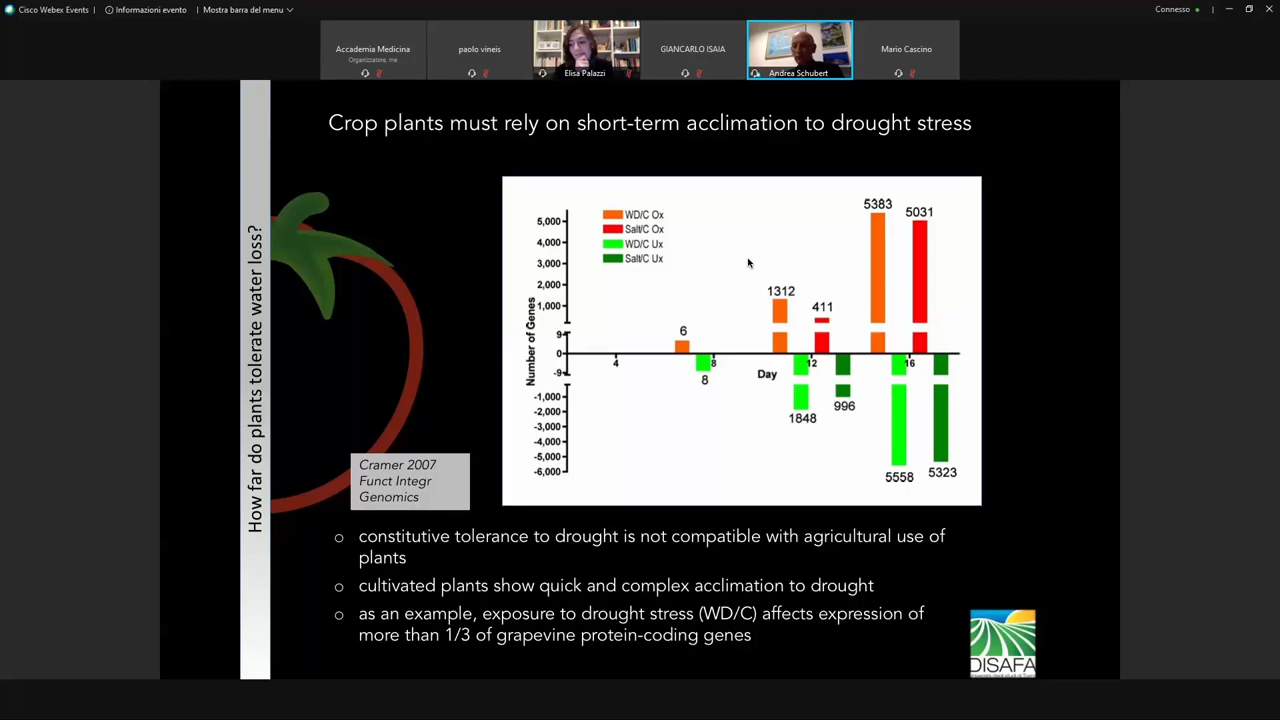 Cisco Webex Events
Informazioni evento
Mostra barra del menu
Connesso
Accademia Medicina
Organizzatore, me
paolo vineis
Elisa Palazzi
GIANCARLO ISAIA
Andrea Schubert
Mario Cascino
Crop plants must rely on short-term acclimation to drought stress
How far do plants tolerate water loss?
WD/C Ox
Salt/C Ox
WD/C Ux
Salt/C Ux
Number of Genes
5,000
4,000
3,000
2,000
1,000
9
0
-9
-1,000
-2,000
-3,000
-4,000
-5,000
-6,000
4
8
12
16
Day
6
8
1312
411
1848
996
5383
5031
5558
5323
Cramer 2007
Funct Integr
Genomics
constitutive tolerance to drought is not compatible with agricultural use of
plants
cultivated plants show quick and complex acclimation to drought
as an example, exposure to drought stress (WD/C) affects expression of
more than 1/3 of grapevine protein-coding genes
DISAFA